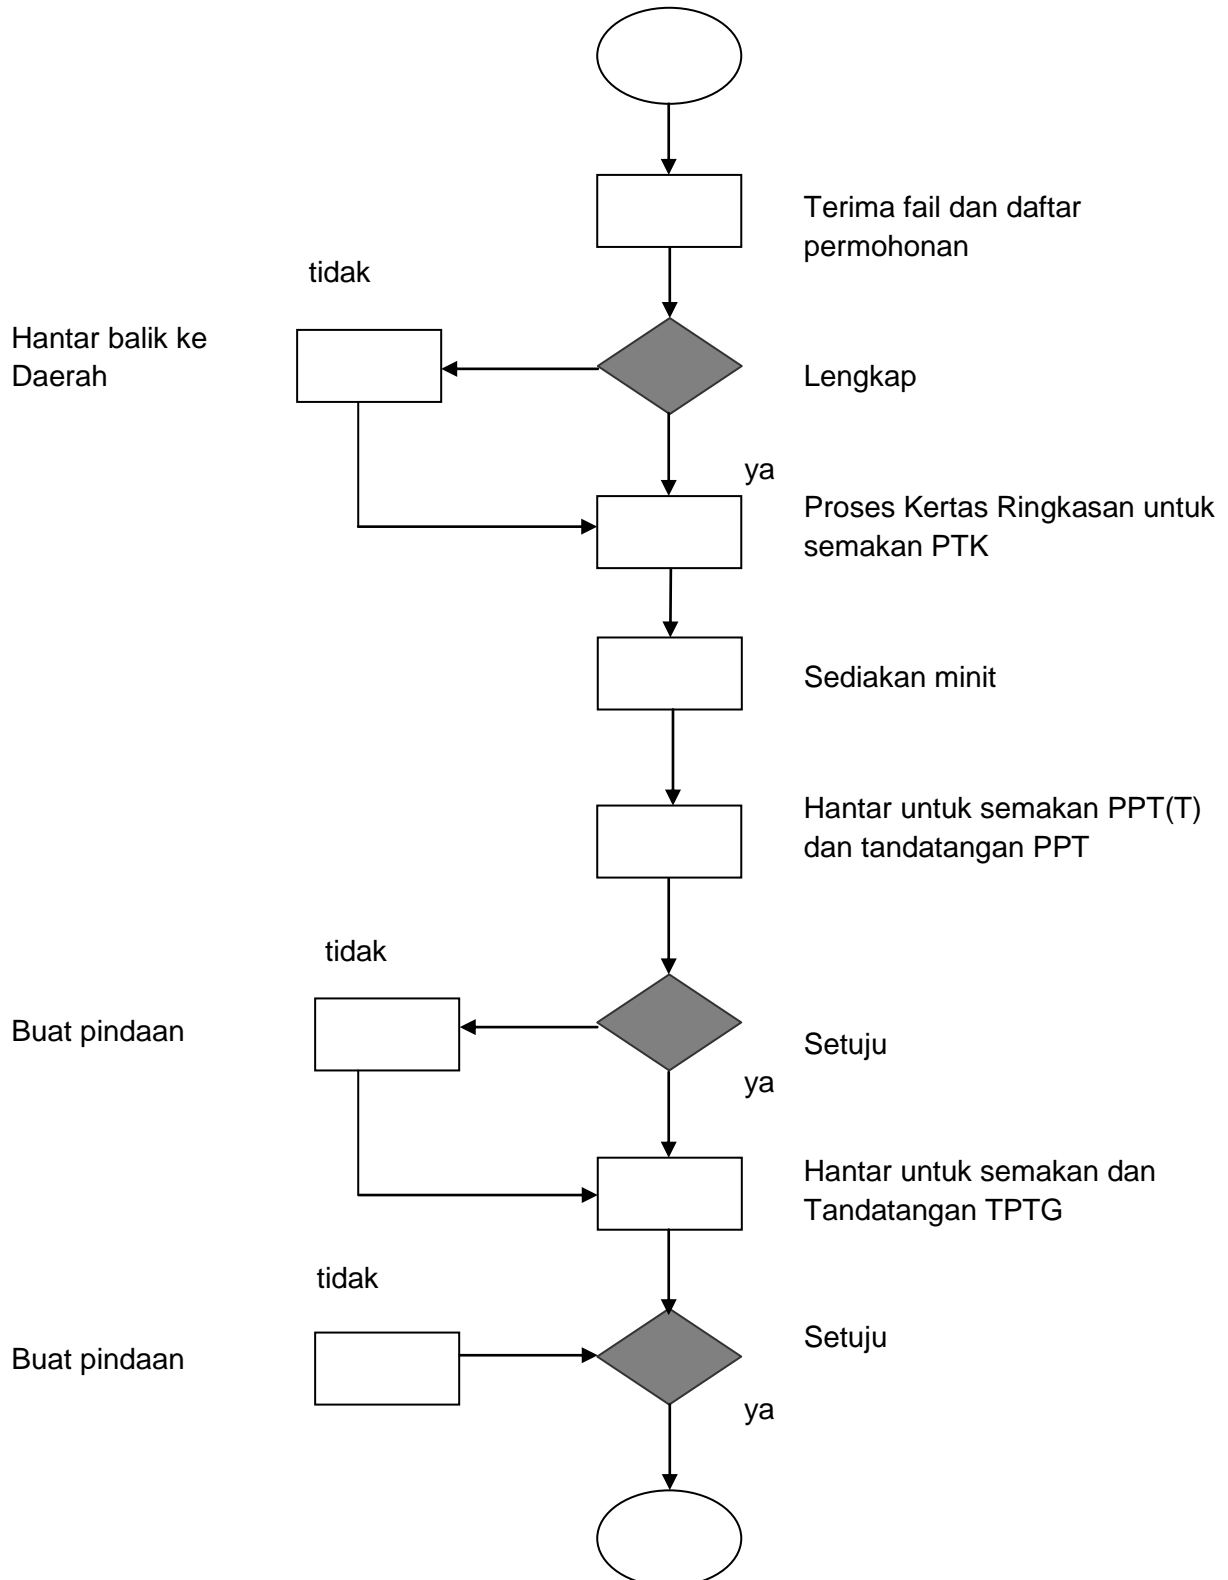 Terima fail dan daftar
permohonan
tidak
Hantar balik ke
Daerah
Lengkap
ya
Proses Kertas Ringkasan untuk
semakan PTK
Sediakan minit
Hantar untuk semakan PPT(T)
dan tandatangan PPT
tidak
Buat pindaan
Setuju
ya
Hantar untuk semakan dan
Tandatangan TPTG
tidak
Setuju
Buat pindaan
ya